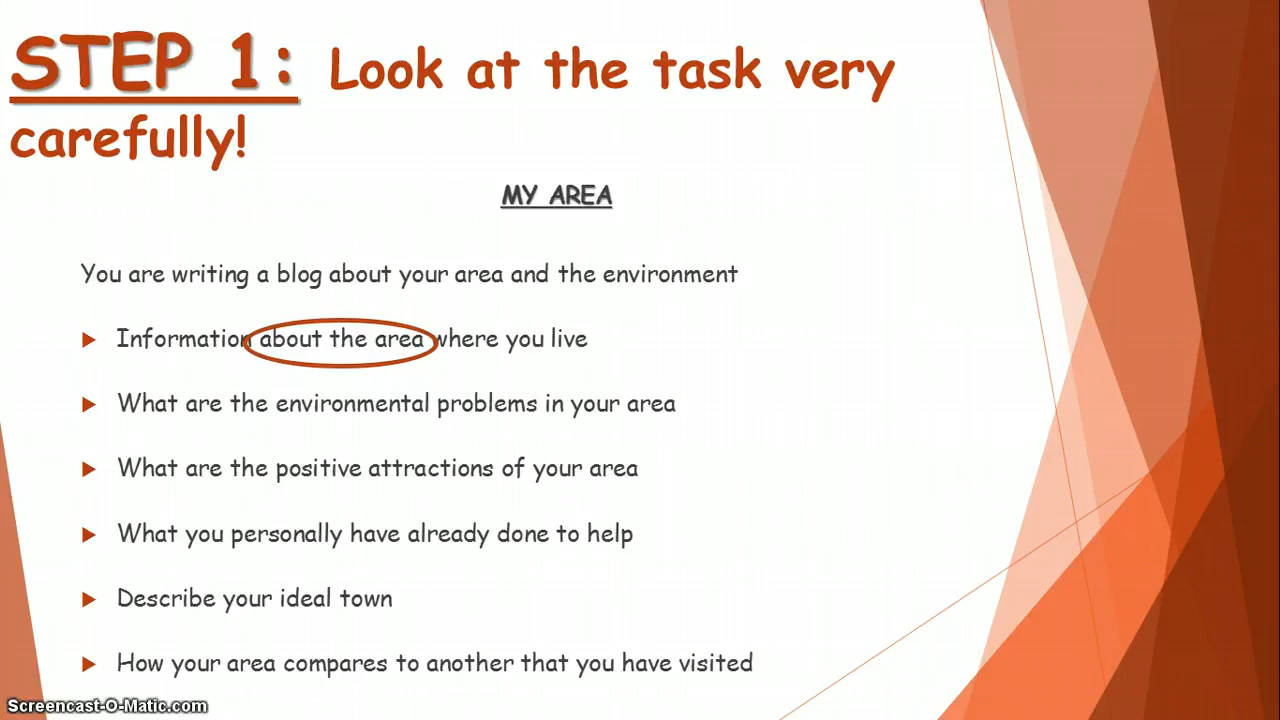 STEP 1: Look at the task very
carefully!
MY AREA
You are writing a blog about your area and the environment
Information about the area where you live
What are the environmental problems in your area
What are the positive attractions of your area
What you personally have already done to help
Describe your ideal town
How your area compares to another that you have visited
Screencast-O-Matic.com